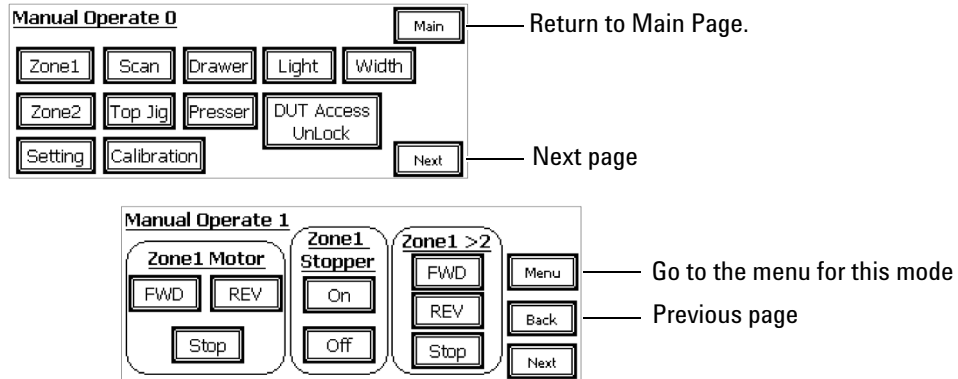 Manual Operate 0
Main
Return to Main Page.
Zone1 Scan Drawer Light Width
Zone2 Top Jig Presser DUT Access
UnLock
Setting Calibration
Next
Next page
Manual Operate 1
Zone1 Motor
FWD REV
Stop
Zone1
Stopper
On
Off
Zone1 >2
FWD
REV
Stop
Menu
Go to the menu for this mode
Back
Previous page
Next